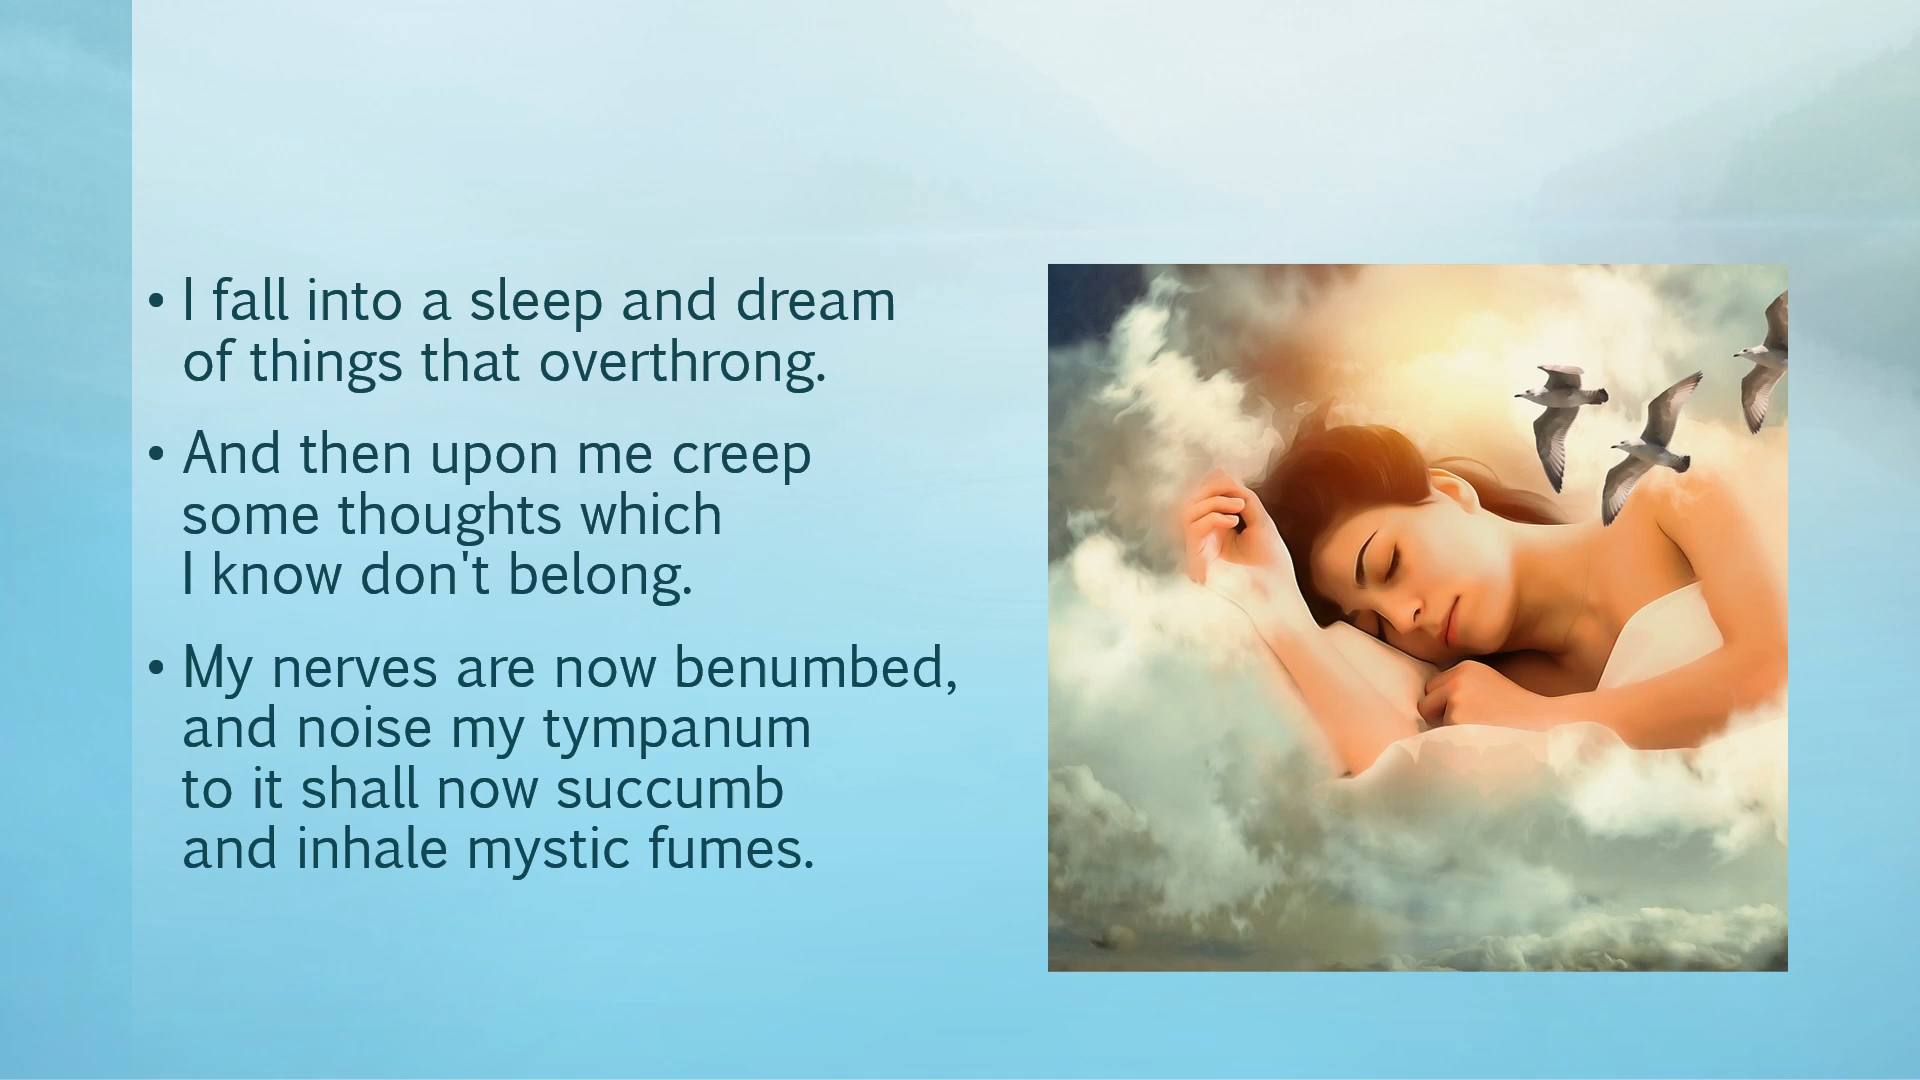 • I fall into a sleep and dream
of things that overthrong.
• And then upon me creep
some thoughts which
I know don't belong.
• My nerves are now benumbed,
and noise my tympanum
to it shall now succumb
and inhale mystic fumes.